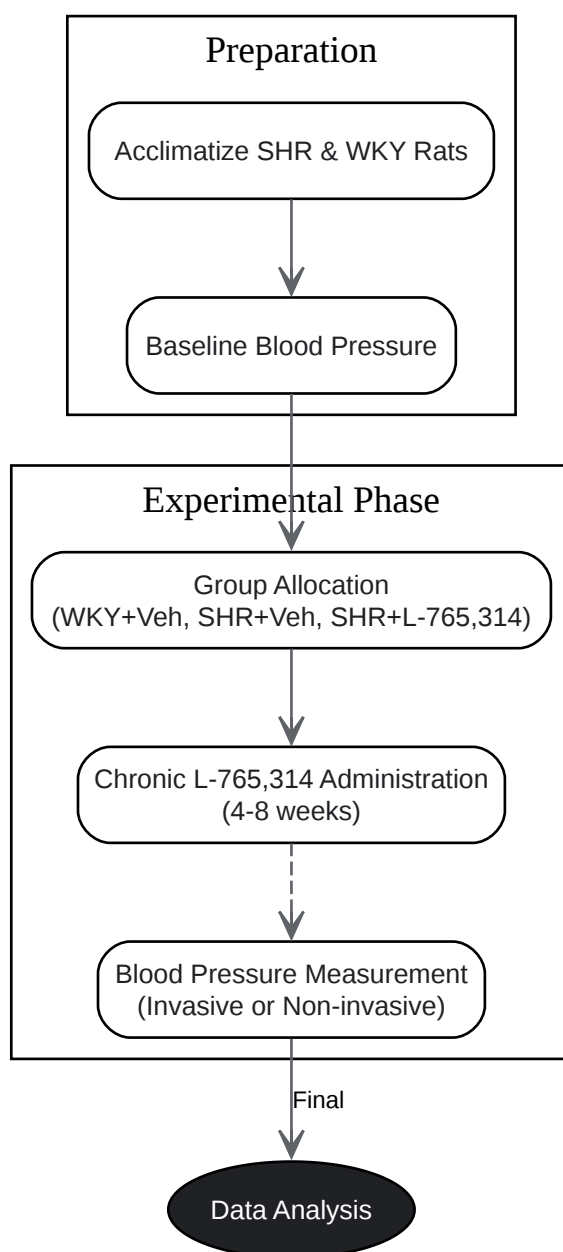 Preparation
Acclimatize SHR & WKY Rats
Baseline Blood Pressure
Experimental Phase
Group Allocation
(WKY+Veh, SHR+Veh, SHR+L-765,314)
Chronic L-765,314 Administration
(4-8 weeks)
Blood Pressure Measurement
(Invasive or Non-invasive)
Final
Data Analysis